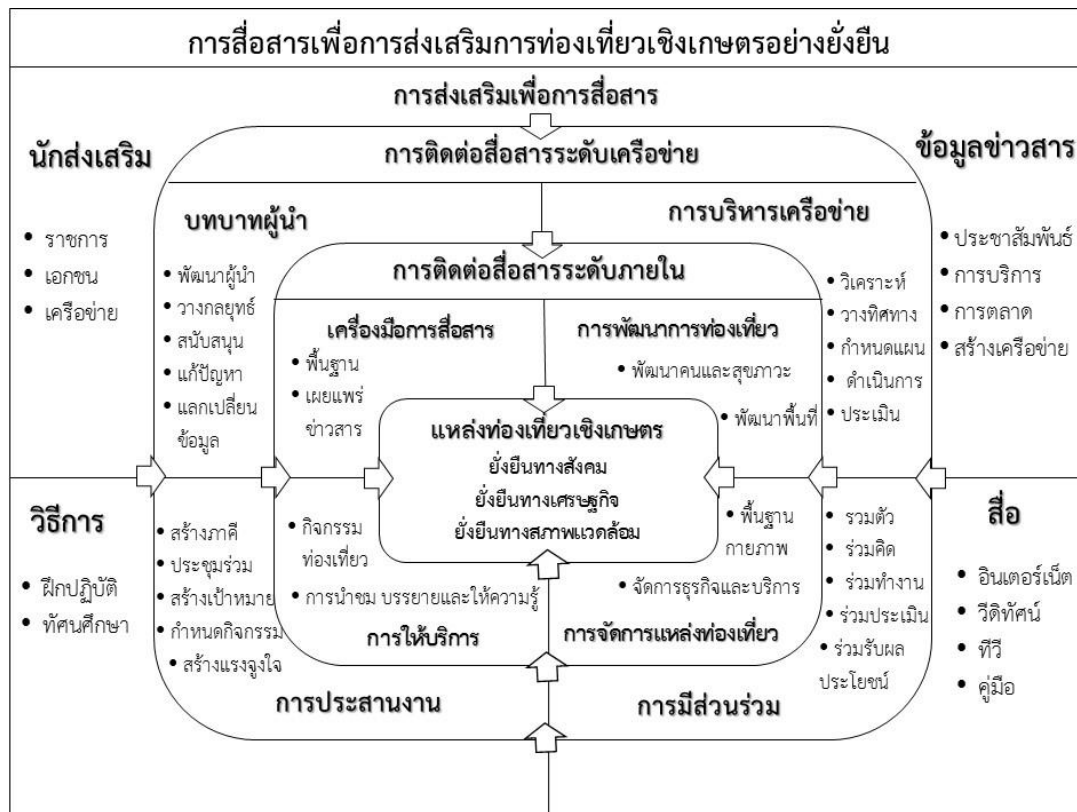 การสื่อสารเพื่อการส่งเสริมการท่องเที่ยวเชิงเกษตรอย่างยั่งยืน
การส่งเสริมเพื่อการสื่อสาร
นักส่งเสริม
• ราชการ
• เอกชน
• เครือข่าย
ข้อมูลข่าวสาร
• ประชาสัมพันธ์
• การบริการ
• การตลาด
• สร้างเครือข่าย
การติดต่อสื่อสารระดับเครือข่าย
บทบาทผู้นำ
• พัฒนาผู้นำ
• วางกลยุทธ์
• สนับสนุน
• แก้ปัญหา
• แลกเปลี่ยน
ข้อมูล
การบริหารเครือข่าย
• วิเคราะห์
• วางทิศทาง
• กำหนดแผน
• ดำเนินการ
• ประเมิน
การติดต่อสื่อสารระดับภายใน
เครื่องมือการสื่อสาร
• พื้นฐาน
• เผยแพร่
ข่าวสาร
การพัฒนาการท่องเที่ยว
• พัฒนาคนและสุขภาวะ
• พัฒนาพื้นที่
แหล่งท่องเที่ยวเชิงเกษตร
ยั่งยืนทางสังคม
ยั่งยืนทางเศรษฐกิจ
ยั่งยืนทางสภาพแวดล้อม
วิธีการ
• ฝึกปฏิบัติ
• ทัศนศึกษา
• สร้างภาคี
• ประชุมร่วม
• สร้างเป้าหมาย
• กำหนดกิจกรรม
• สร้างแรงจูงใจ
การประสานงาน
• กิจกรรม
ท่องเที่ยว
• การนำชม บรรยายและให้ความรู้
การให้บริการ
• พื้นฐาน
กายภาพ
• จัดการธุรกิจและบริการ
การจัดการแหล่งท่องเที่ยว
• รวมตัว
• ร่วมคิด
• ร่วมทำงาน
• ร่วมประเมิน
• ร่วมรับผล
ประโยชน์
การมีส่วนร่วม
สื่อ
• อินเตอร์เน็ต
• วีดิทัศน์
• ทีวี
• คู่มือ